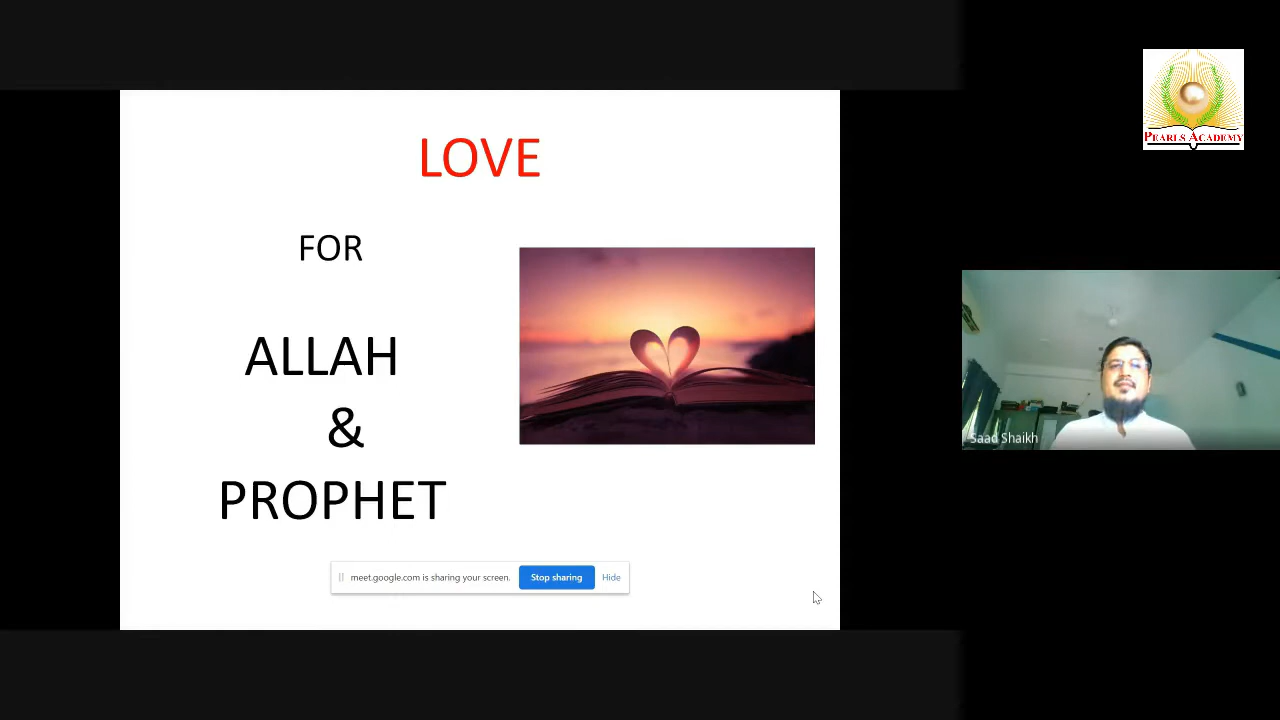 LOVE
FOR
ALLAH
&
PROPHET
meet.google.com is sharing your screen. Stop sharing Hide
PEARLS ACADEMY
Saad Shaikh